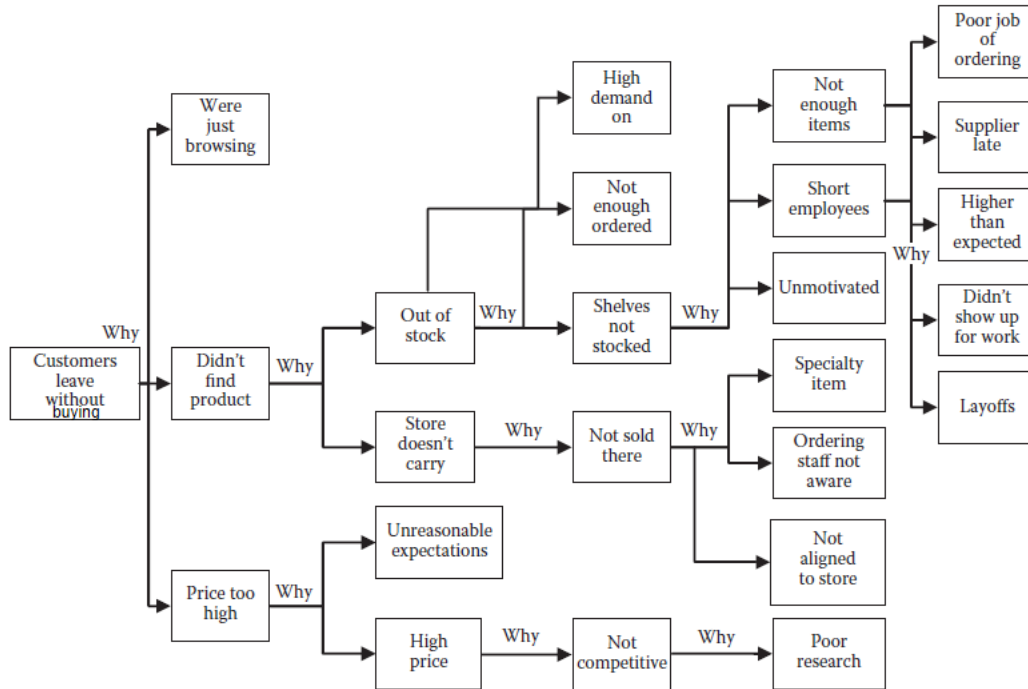 Poor job
of
ordering
High
demand
on
Not
enough
items
Were
just
browsing
Supplier
late
Not
enough
ordered
Short
employees
Higher
than
expected
Why
Unmotivated
Out of
stock
Why
Shelves
not
stocked
Why
Didn't
show up
for work
Why
Customers
leave
without
buying
Didn't
find
product
Why
Specialty
item
Layoffs
Store
doesn't
carry
Why
Not sold
there
Why
Ordering
staff not
aware
Unreasonable
expectations
Not
aligned
to store
Price too
high
Why
High
price
Why
Not
competitive
Why
Poor
research